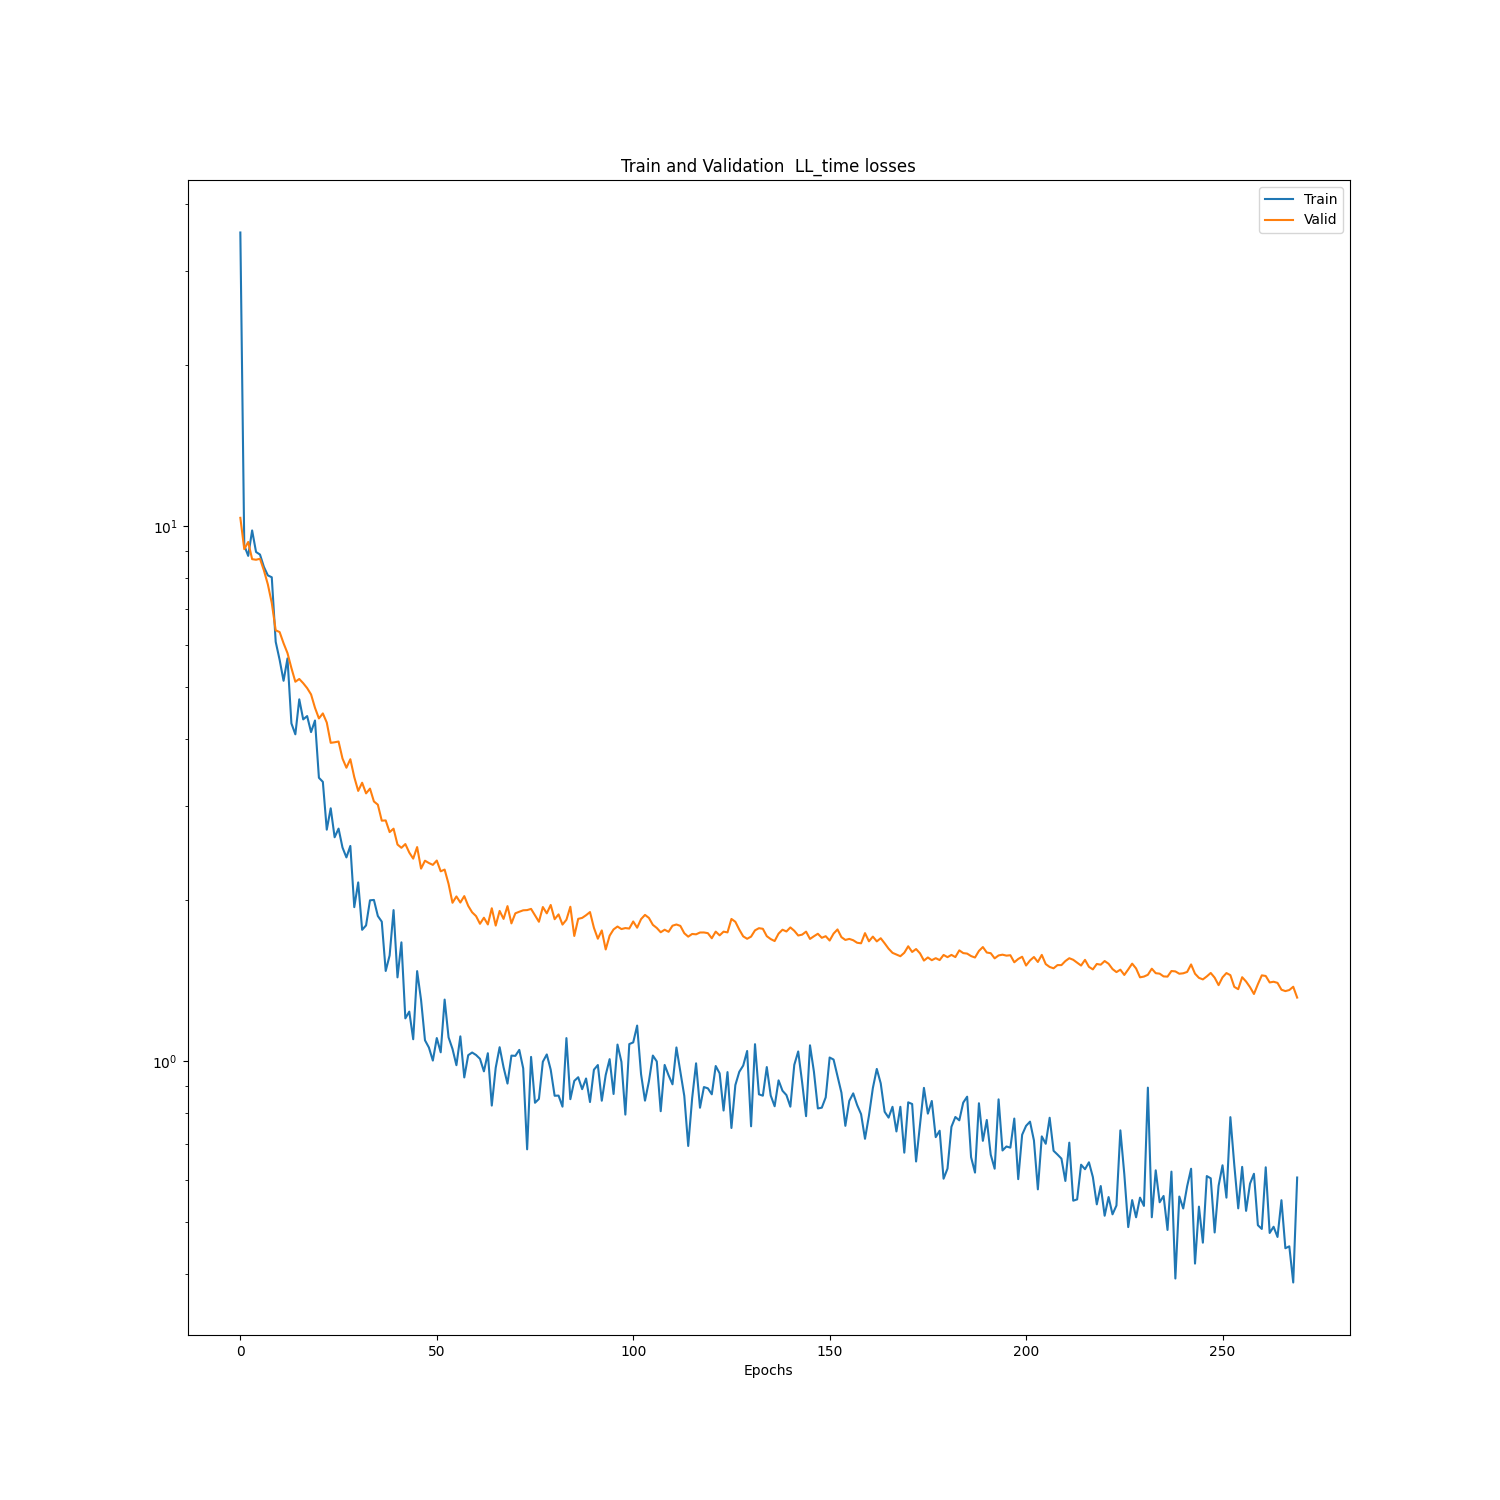 Train and Validation  LL_time losses
Train
Valid
10¹
10⁰
0 50 100 150 200 250
Epochs